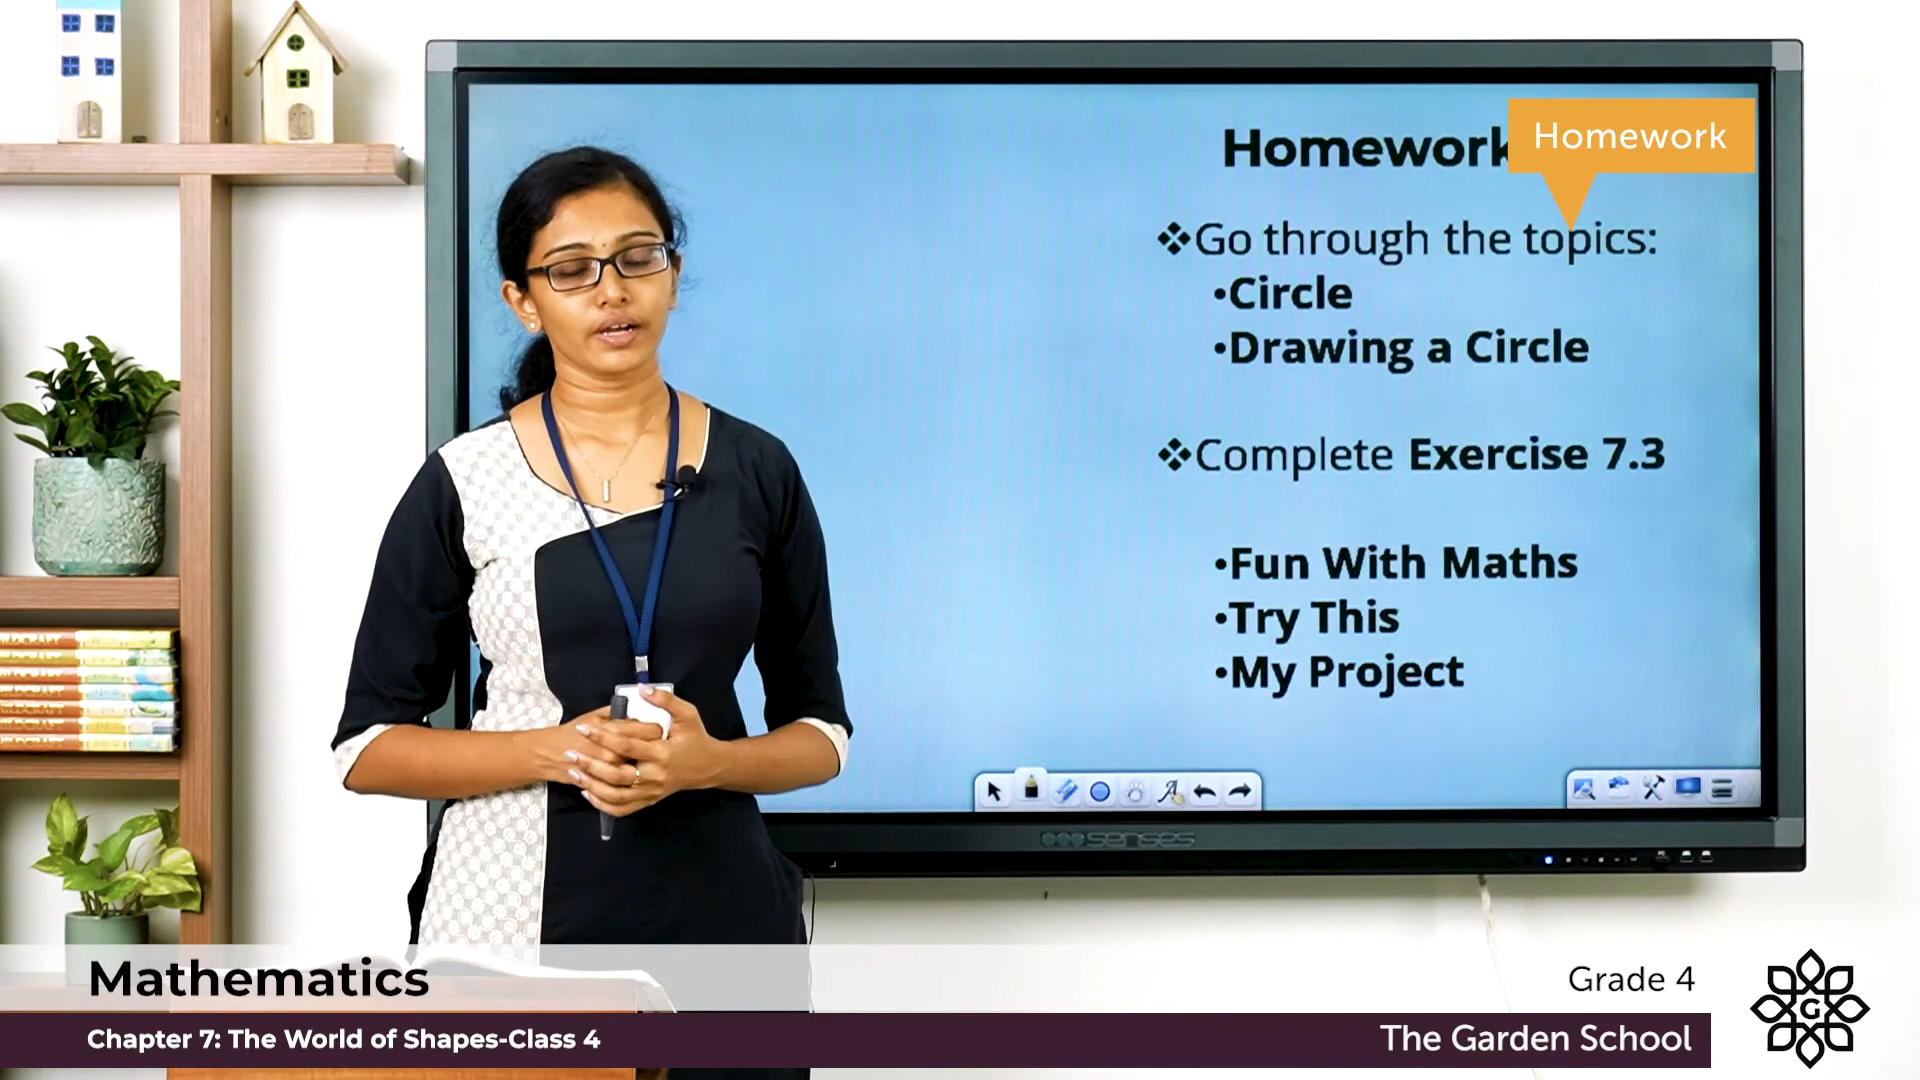 Homework
Homework
❖Go through the topics:
•Circle
•Drawing a Circle
❖Complete Exercise 7.3
•Fun With Maths
•Try This
•My Project
senses
Mathematics
Grade 4
Chapter 7: The World of Shapes-Class 4
The Garden School
G